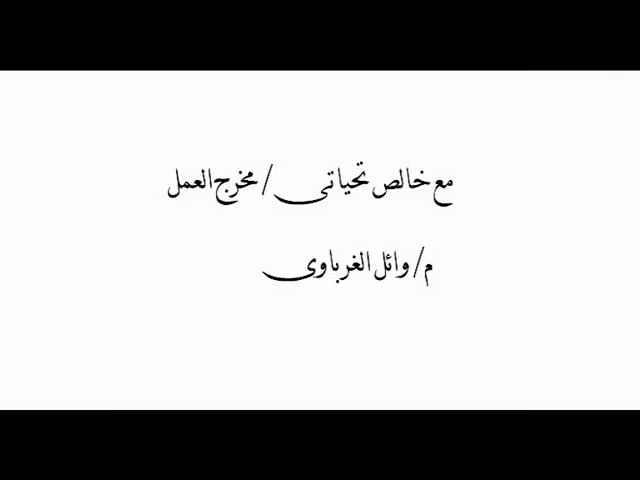 مع خالص تحياتى / مخرج العمل
م / وائل الغرباوى